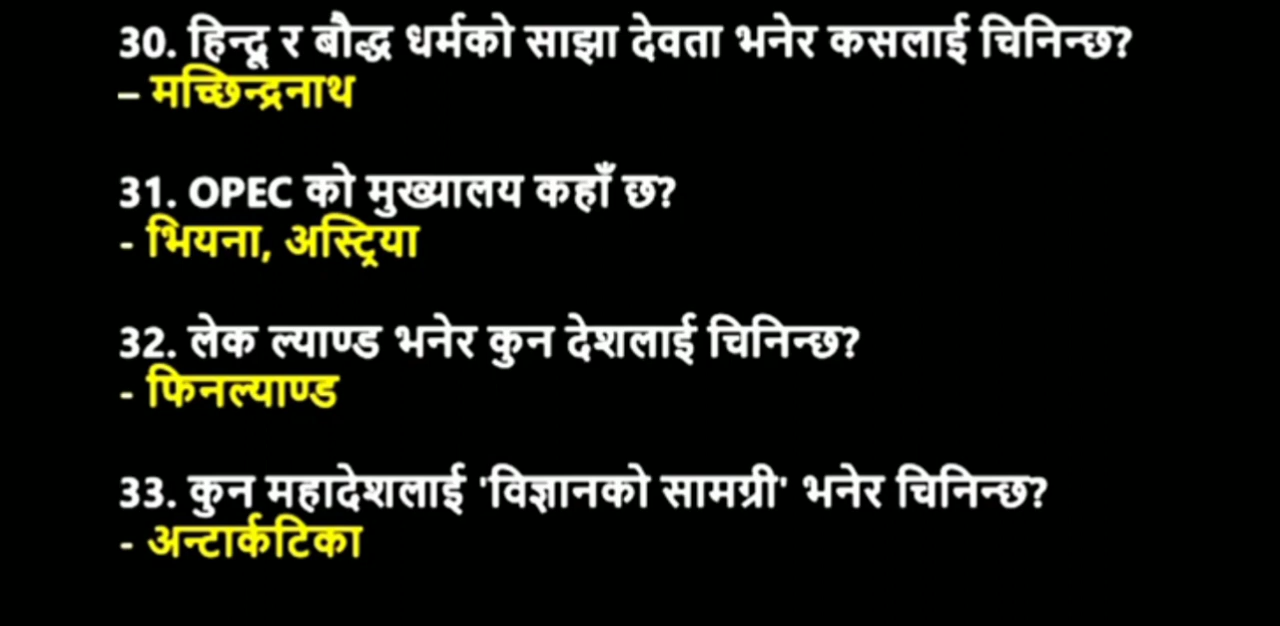 30. हिन्दू र बौद्ध धर्मको साझा देवता भनेर कसलाई चिनिन्छ?
– मच्छिन्द्रनाथ
31. OPEC को मुख्यालय कहाँ छ?
- भियना, अस्ट्रिया
32. लेक ल्याण्ड भनेर कुन देशलाई चिनिन्छ?
- फिनल्याण्ड
33. कुन महादेशलाई 'विज्ञानको सामग्री' भनेर चिनिन्छ?
- अन्टार्कटिका